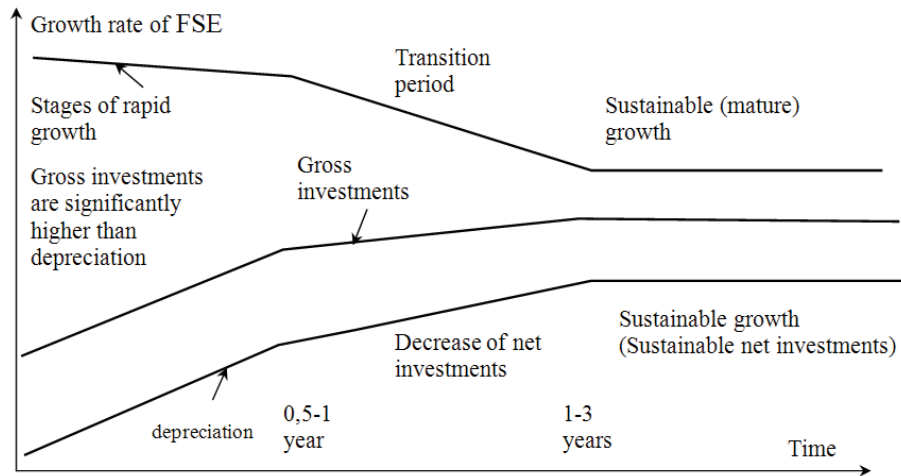 Growth rate of FSE
Stages of rapid
growth
Transition
period
Sustainable (mature)
growth
Gross investments
are significantly
higher than
depreciation
Gross
investments
Decrease of net
investments
Sustainable growth
(Sustainable net investments)
depreciation
0,5-1
year
1-3
years
Time